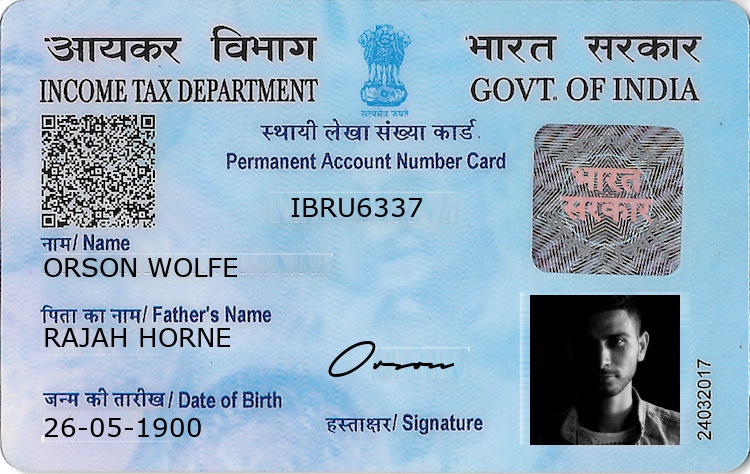 आयकर विभाग
INCOME TAX DEPARTMENT
भारत सरकार
GOVT. OF INDIA
सत्यमेव जयते
स्थायी लेखा संख्या कार्ड
Permanent Account Number Card
IBRU6337
भारत
सरकार
नाम/ Name
ORSON WOLFE
पिता का नाम/ Father's Name
RAJAH HORNE
Orson
जन्म की तारीख/ Date of Birth
26-05-1900
हस्ताक्षर/ Signature
24032017